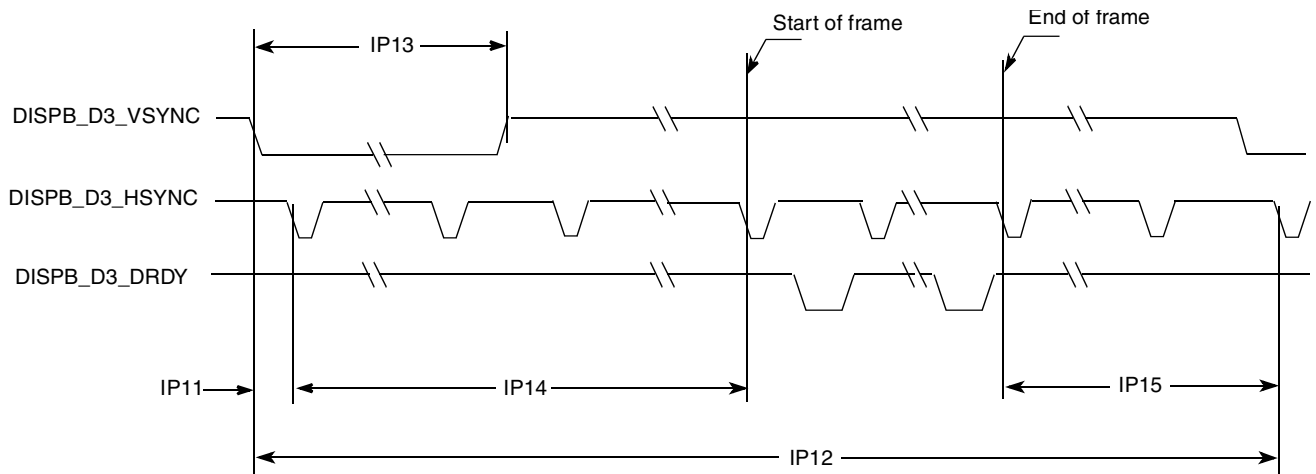 Start of frame
End of frame
IP13
DISPB_D3_VSYNC
DISPB_D3_HSYNC
DISPB_D3_DRDY
IP11
IP14
IP15
IP12